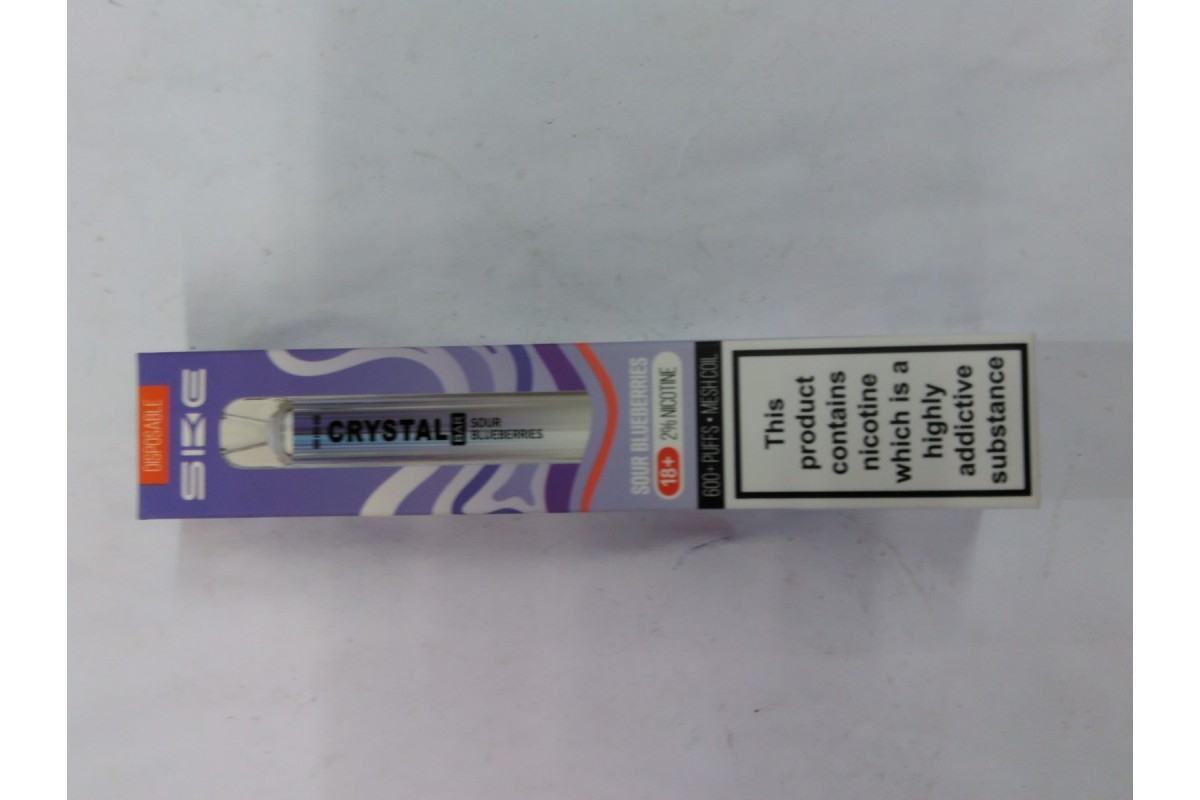 DISPOSABLE
SIKE
CRYSTAL
BAR
SOUR
BLUEBERRIES
SOUR BLUEBERRIES
18+ 2% NICOTINE
600+ PUFFS • MESH COIL
This
product
contains
nicotine
which is a
highly
addictive
substance